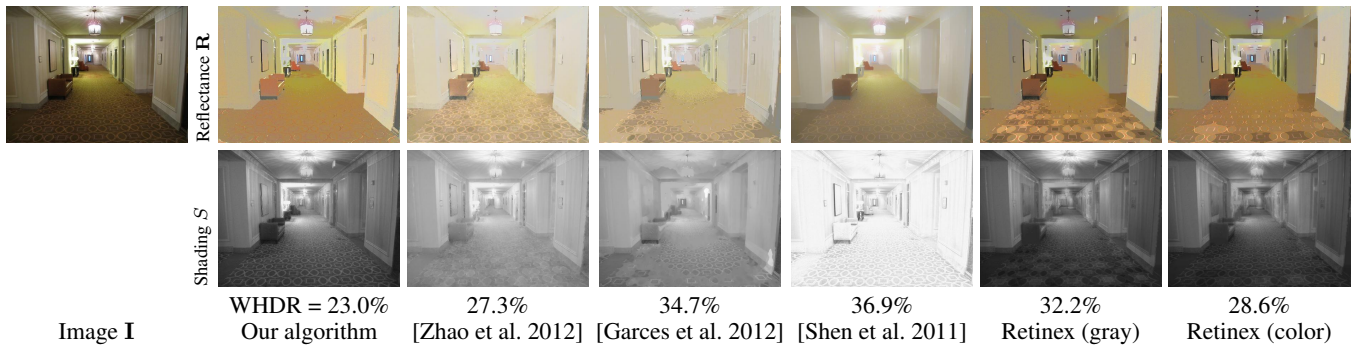 Reflectance R
Shading S
WHDR = 23.0% 27.3% 34.7% 36.9% 32.2% 28.6%
Image I Our algorithm [Zhao et al. 2012] [Garces et al. 2012] [Shen et al. 2011] Retinex (gray) Retinex (color)